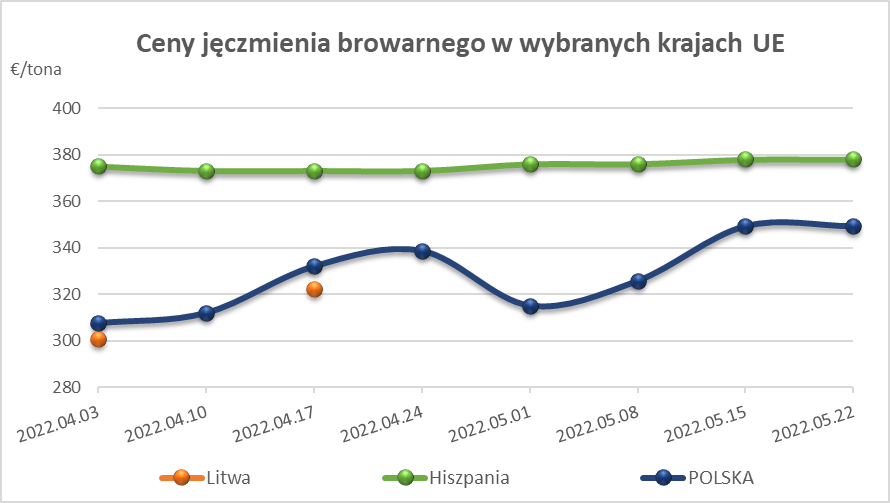 Ceny jęczmienia browarnego w wybranych krajach UE
€/tona
400
380
360
340
320
300
280
2022.04.03 2022.04.10 2022.04.17 2022.04.24 2022.05.01 2022.05.08 2022.05.15 2022.05.22
Litwa Hiszpania POLSKA